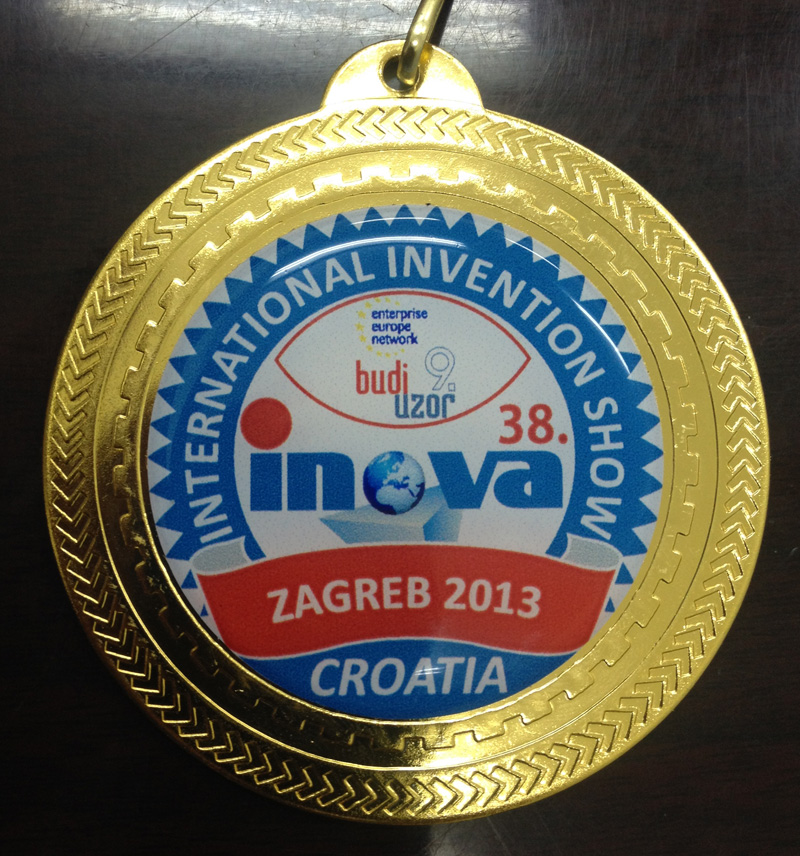 INTERNATIONAL INVENTION SHOW
enterprise
europe
network
budi 9.
uzor
38.
inova
ZAGREB 2013
CROATIA